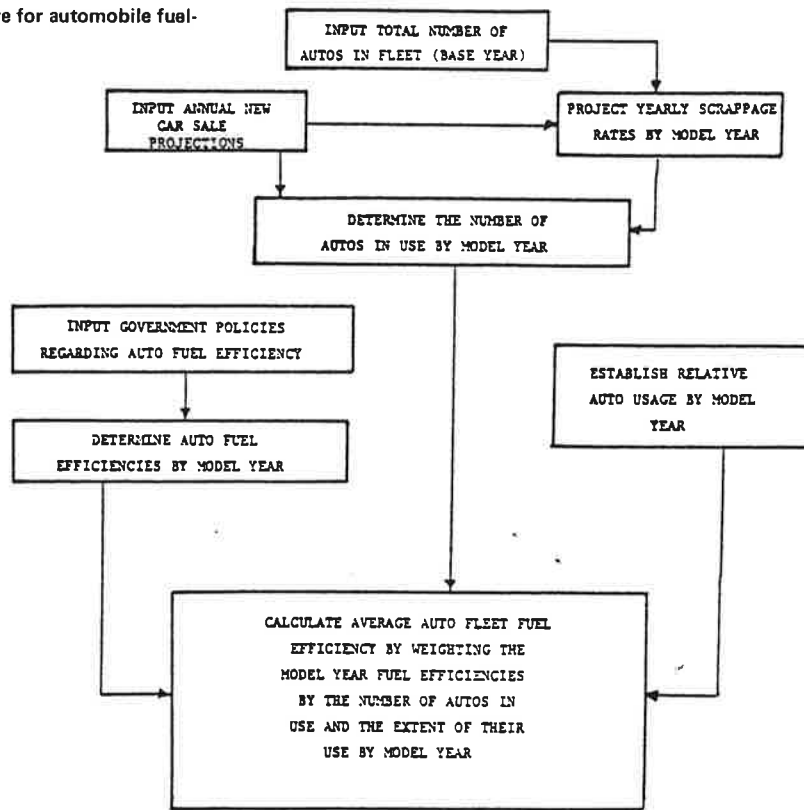 e for automobile fuel-
INPUT TOTAL NUMBER OF
AUTOS IN FLEET (BASE YEAR)
INPUT ANNUAL NEW
CAR SALE
PROJECTIONS
PROJECT YEARLY SCRAPPAGE
RATES BY MODEL YEAR
DETERMINE THE NUMBER OF
AUTOS IN USE BY MODEL YEAR
INPUT GOVERNMENT POLICIES
REGARDING AUTO FUEL EFFICIENCY
ESTABLISH RELATIVE
AUTO USAGE BY MODEL
YEAR
DETERMINE AUTO FUEL
EFFICIENCIES BY MODEL YEAR
CALCULATE AVERAGE AUTO FLEET FUEL
EFFICIENCY BY WEIGHTING THE
MODEL YEAR FUEL EFFICIENCIES
BY THE NUMBER OF AUTOS IN
USE AND THE EXTENT OF THEIR
USE BY MODEL YEAR